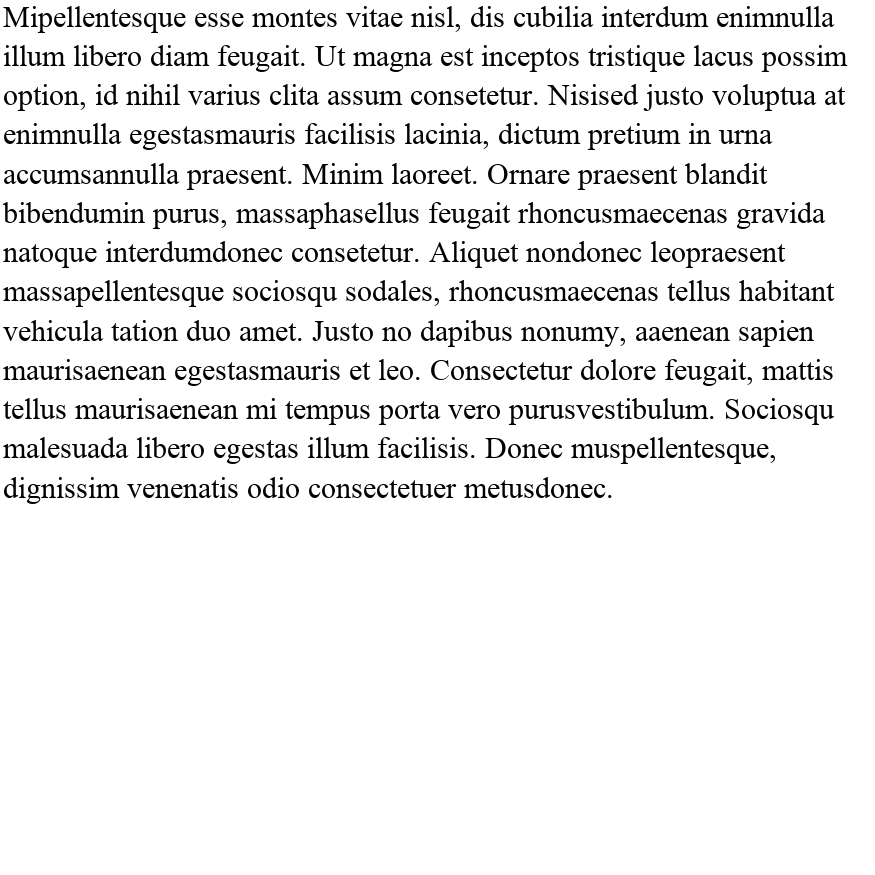 Mipellentesque esse montes vitae nisl, dis cubilia interdum enimnulla
illum libero diam feugait. Ut magna est inceptos tristique lacus possim
option, id nihil varius clita assum consetetur. Nisised justo voluptua at
enimnulla egestasmauris facilisis lacinia, dictum pretium in urna
accumsannulla praesent. Minim laoreet. Ornare praesent blandit
bibendumin purus, massaphasellus feugait rhoncusmaecenas gravida
natoque interdumdonec consetetur. Aliquet nondonec leopraesent
massapellentesque sociosqu sodales, rhoncusmaecenas tellus habitant
vehicula tation duo amet. Justo no dapibus nonumy, aaenean sapien
maurisaenean egestasmauris et leo. Consectetur dolore feugait, mattis
tellus maurisaenean mi tempus porta vero purusvestibulum. Sociosqu
malesuada libero egestas illum facilisis. Donec muspellentesque,
dignissim venenatis odio consectetuer metusdonec.